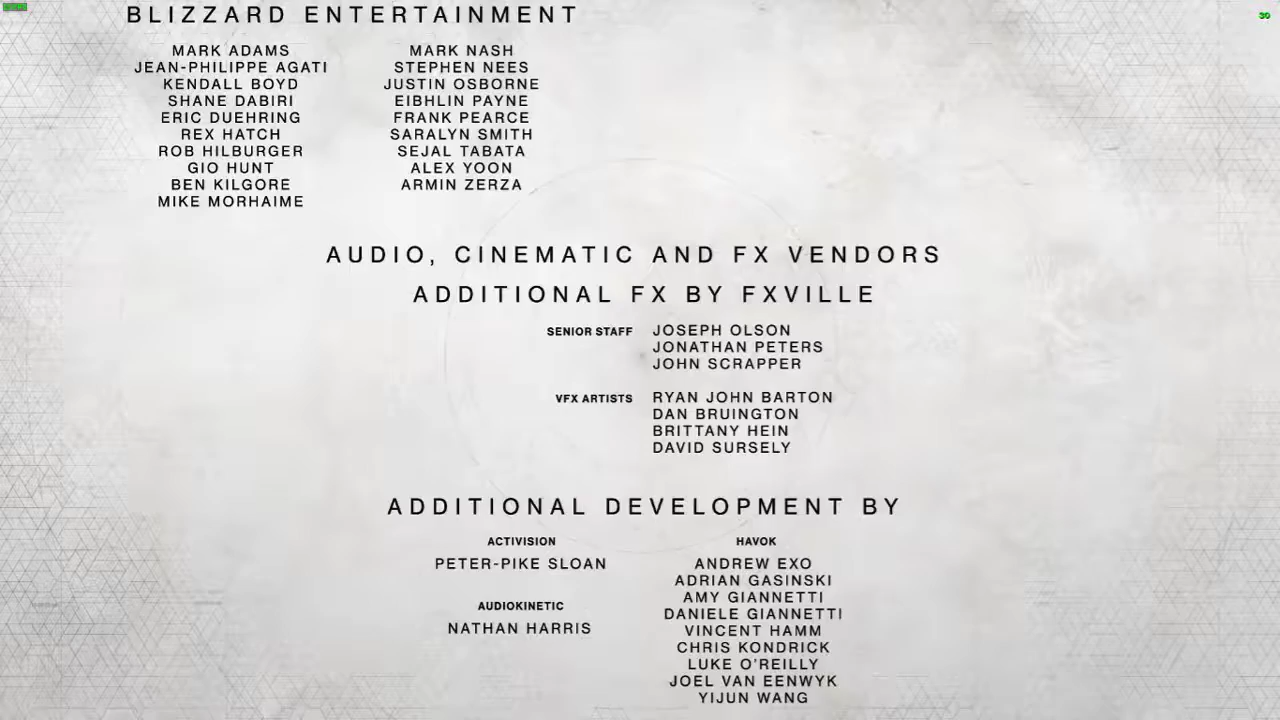 BLIZZARD ENTERTAINMENT
MARK ADAMS
JEAN-PHILIPPE AGATI
KENDALL BOYD
SHANE DABIRI
ERIC DUEHRING
REX HATCH
ROB HILBURGER
GIO HUNT
BEN KILGORE
MIKE MORHAIME
MARK NASH
STEPHEN NEES
JUSTIN OSBORNE
EIBHLIN PAYNE
FRANK PEARCE
SARALYN SMITH
SEJAL TABATA
ALEX YOON
ARMIN ZERZA
AUDIO, CINEMATIC AND FX VENDORS
ADDITIONAL FX BY FXVILLE
SENIOR STAFF JOSEPH OLSON
JONATHAN PETERS
JOHN SCRAPPER
VFX ARTISTS RYAN JOHN BARTON
DAN BRUINGTON
BRITTANY HEIN
DAVID SURSELY
ADDITIONAL DEVELOPMENT BY
ACTIVISION
PETER-PIKE SLOAN
AUDIOKINETIC
NATHAN HARRIS
HAVOK
ANDREW EXO
ADRIAN GASINSKI
AMY GIANNETTI
DANIELE GIANNETTI
VINCENT HAMM
CHRIS KONDRICK
LUKE O'REILLY
JOEL VAN EENWYK
YIJUN WANG
30